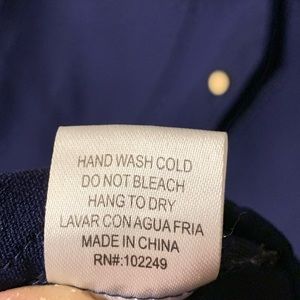 HAND WASH COLD
DO NOT BLEACH
HANG TO DRY
LAVAR CON AGUA FRIA
MADE IN CHINA
RN#:102249